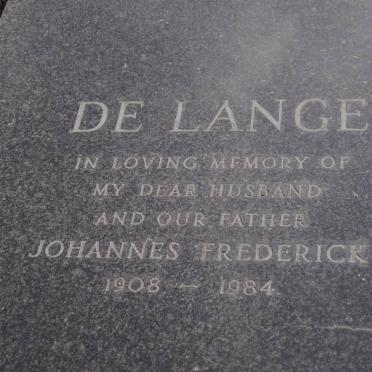 DE LANGE
IN LOVING MEMORY OF
MY DEAR HUSBAND
AND OUR FATHER
JOHANNES FREDERICK
1908 — 1984